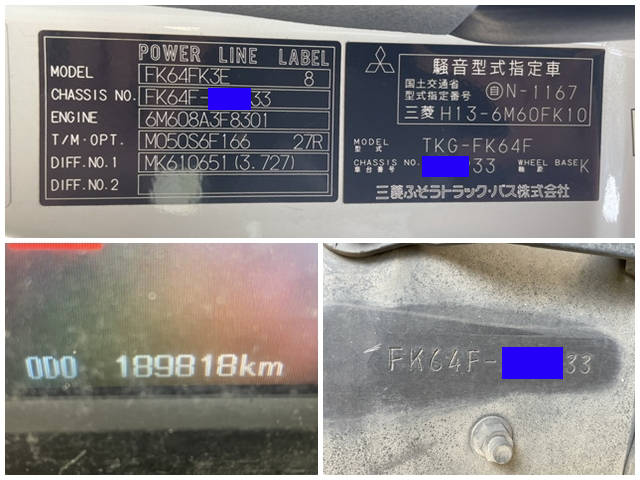 POWER LINE LABEL
MODEL FK64FK3E 8
CHASSIS NO. FK64F- 33
ENGINE 6M608A3F8301
T/M·OPT. M050S6F166 27R
DIFF.NO.1 MK610651(3.727)
DIFF.NO.2
騒音型式指定車
国土交通省
型式指定番号 自N-1167
三菱 H13-6M60FK10
MODEL
型式 TKG-FK64F
CHASSIS NO. 33 WHEEL BASE K
車台番号 軸距
三菱ふそうトラック・バス株式会社
ODO 189818km
FK64F- 33